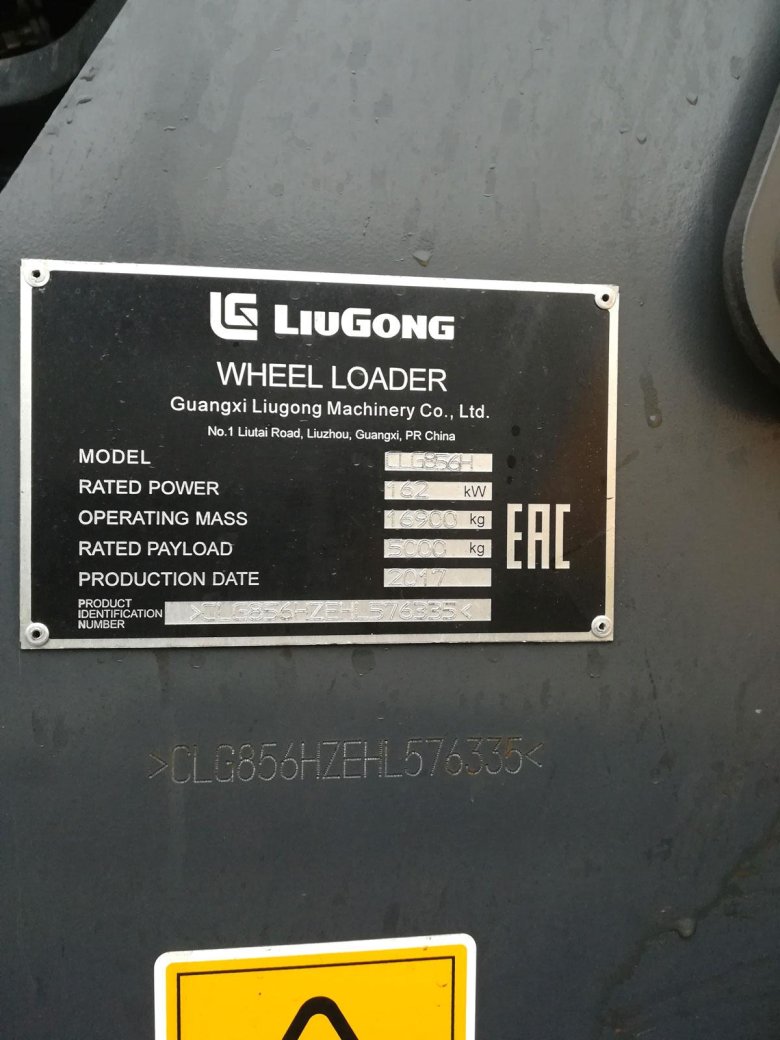 LG LIUGONG
WHEEL LOADER
Guangxi Liugong Machinery Co., Ltd.
No.1 Liutai Road, Liuzhou, Guangxi, PR China
MODEL CLG856H
RATED POWER 162 kW
OPERATING MASS 16900 kg
RATED PAYLOAD 5000 kg
EAC
PRODUCTION DATE 2017
PRODUCT
IDENTIFICATION
NUMBER
>CLG856HZEHL576335<
>CLG856HZEHL576335<